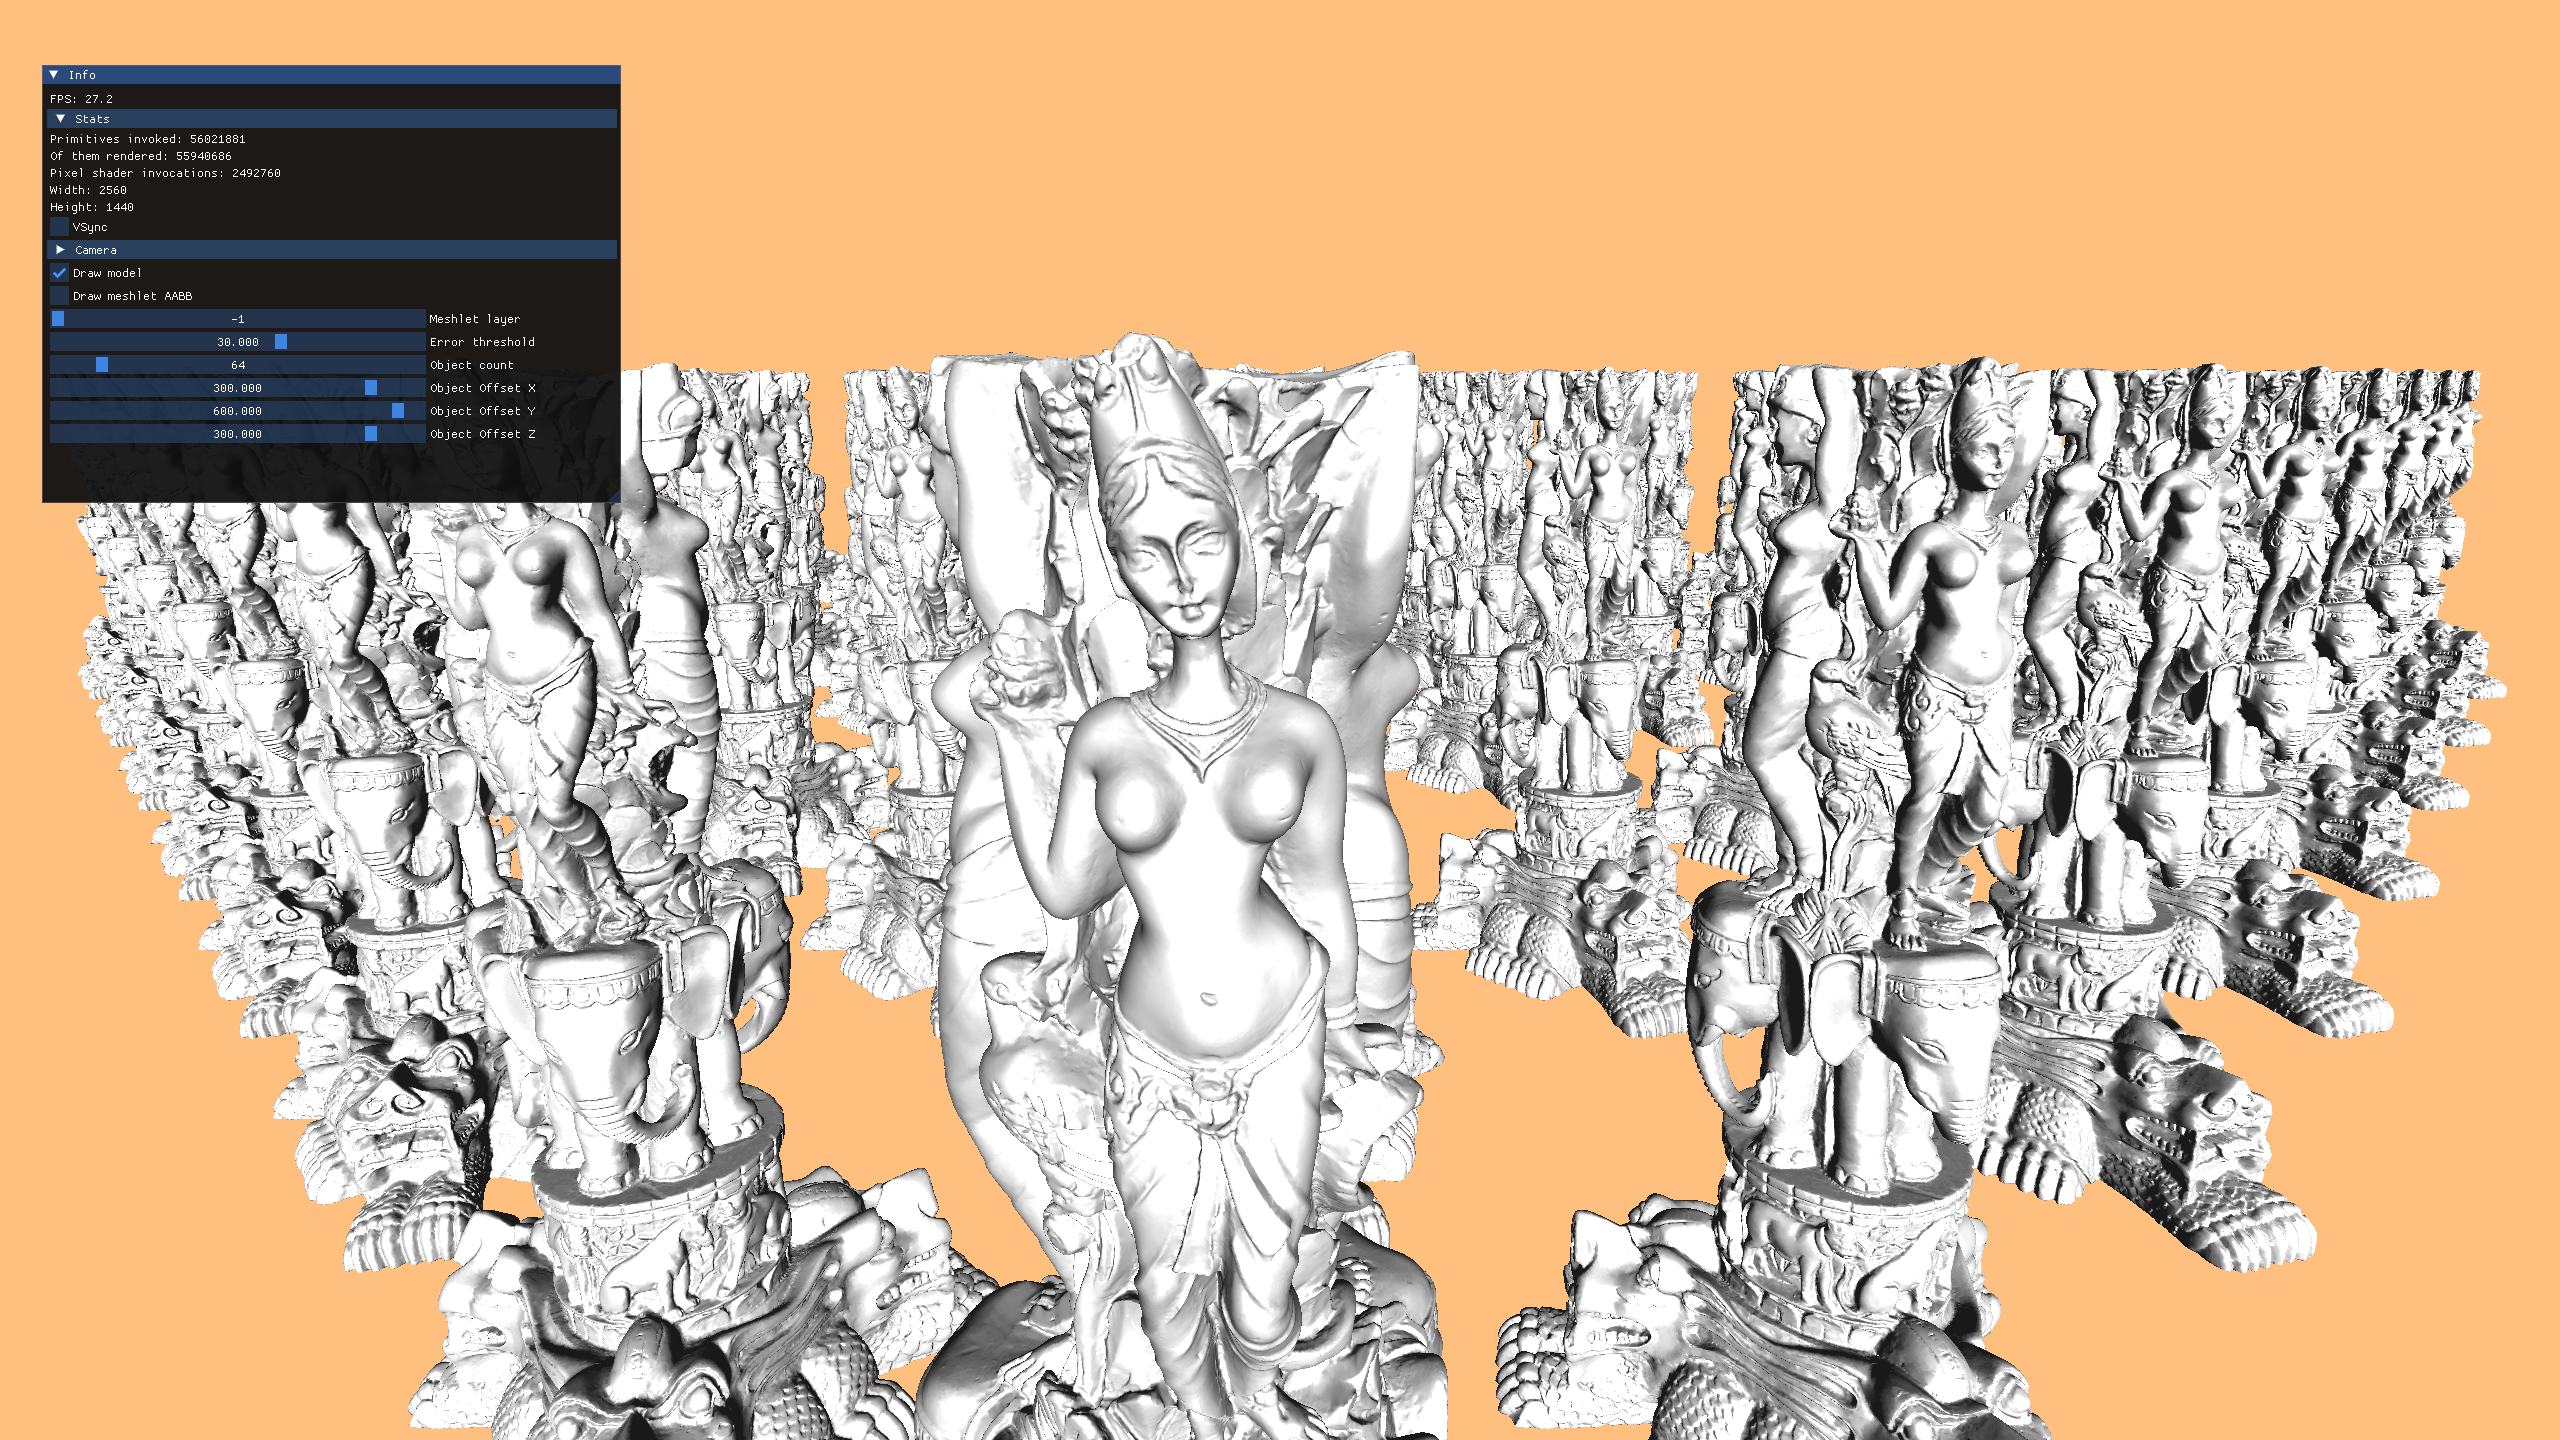 Info
FPS: 27.2
Stats
Primitives invoked: 56021881
Of them rendered: 55940686
Pixel shader invocations: 2492760
Width: 2560
Height: 1440
VSync
Camera
Draw model
Draw meshlet AABB
-1 Meshlet layer
30.000 Error threshold
64 Object count
300.000 Object Offset X
600.000 Object Offset Y
300.000 Object Offset Z